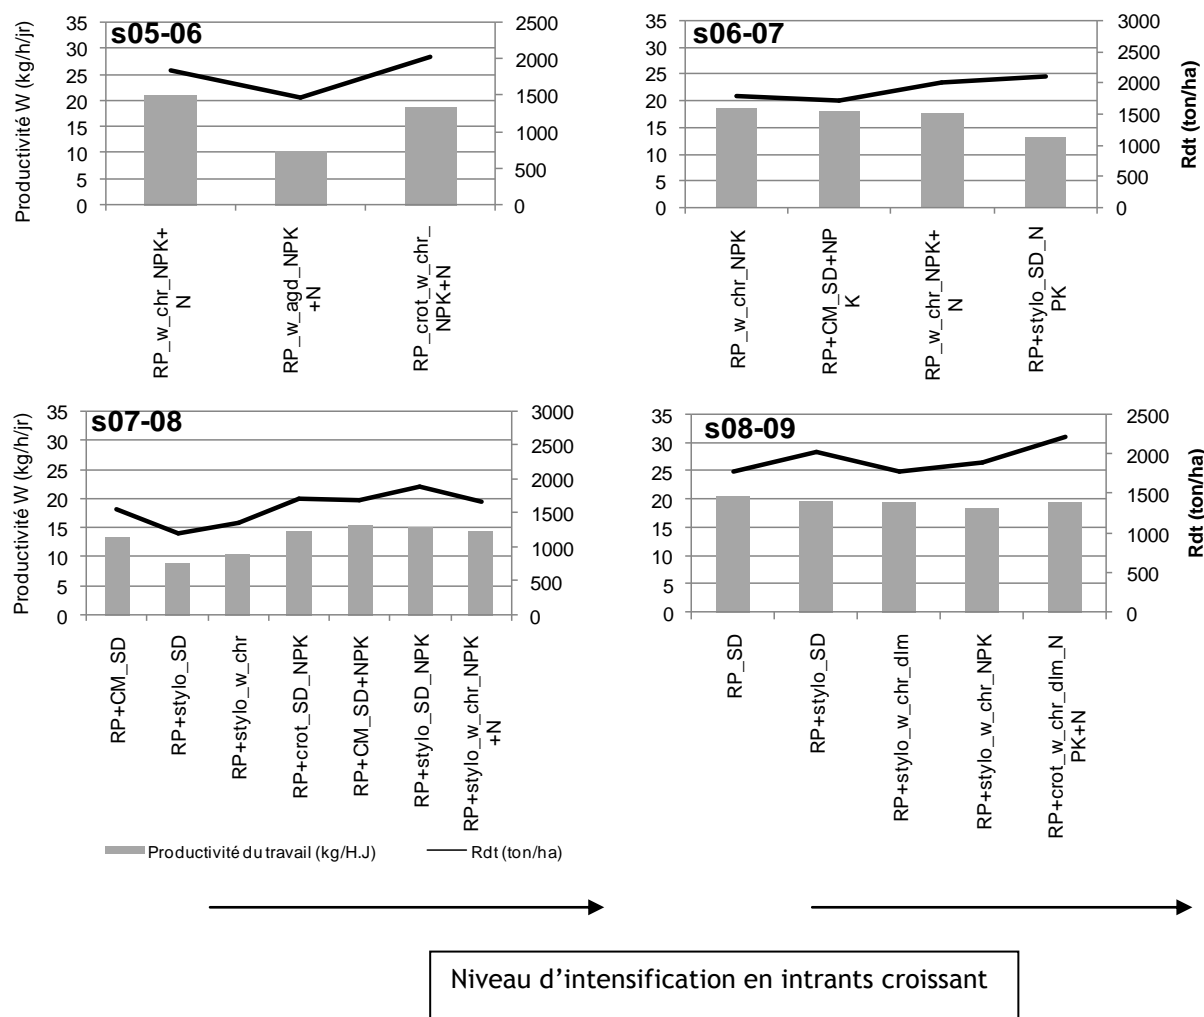 s05-06
Productivité W (kg/h/jr)
35
30
25
20
15
10
5
0
2500
2000
1500
1000
500
0
RP_w_chr_NPK+
N
RP_w_agd_NPK
+N
RP_crot_w_chr_
NPK+N
s06-07
35
30
25
20
15
10
5
0
3000
2500
2000
1500
1000
500
0
Rdt (ton/ha)
RP_w_chr_NPK
RP+CM_SD+NP
K
RP_w_chr_NPK+
N
RP+stylo_SD_N
PK
s07-08
Productivité W (kg/h/jr)
35
30
25
20
15
10
5
0
3000
2500
2000
1500
1000
500
0
RP+CM_SD
RP+stylo_SD
RP+stylo_w_chr
RP+crot_SD_NPK
RP+CM_SD+NPK
RP+stylo_SD_NPK
RP+stylo_w_chr_NPK
+N
s08-09
35
30
25
20
15
10
5
0
2500
2000
1500
1000
500
0
Rdt (ton/ha)
RP_SD
RP+stylo_SD
RP+stylo_w_chr_dlm
RP+stylo_w_chr_NPK
RP+crot_w_chr_dlm_N
PK+N
Productivité du travail (kg/H.J)
Rdt (ton/ha)
Niveau d’intensification en intrants croissant